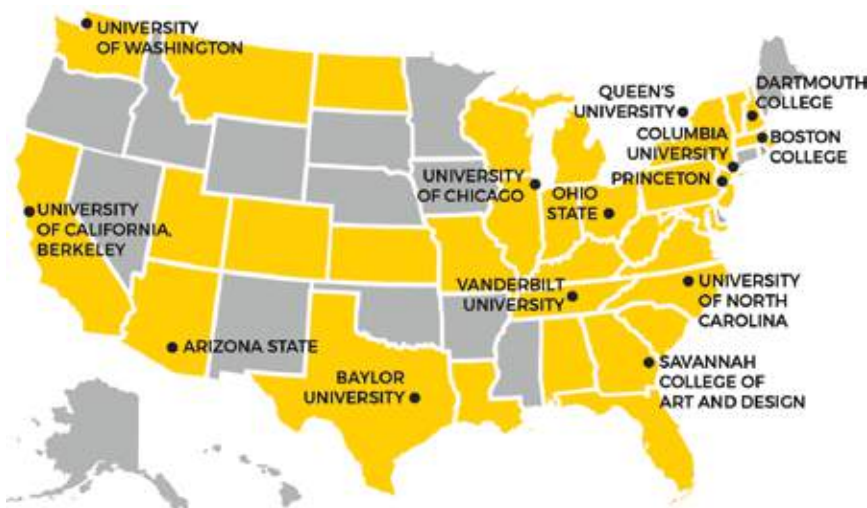 UNIVERSITY
OF WASHINGTON
QUEEN'S
UNIVERSITY
DARTMOUTH
COLLEGE
COLUMBIA
UNIVERSITY
BOSTON
COLLEGE
UNIVERSITY
OF CHICAGO
OHIO
STATE
PRINCETON
UNIVERSITY
OF CALIFORNIA,
BERKELEY
VANDERBILT
UNIVERSITY
UNIVERSITY
OF NORTH
CAROLINA
ARIZONA STATE
BAYLOR
UNIVERSITY
SAVANNAH
COLLEGE OF
ART AND DESIGN